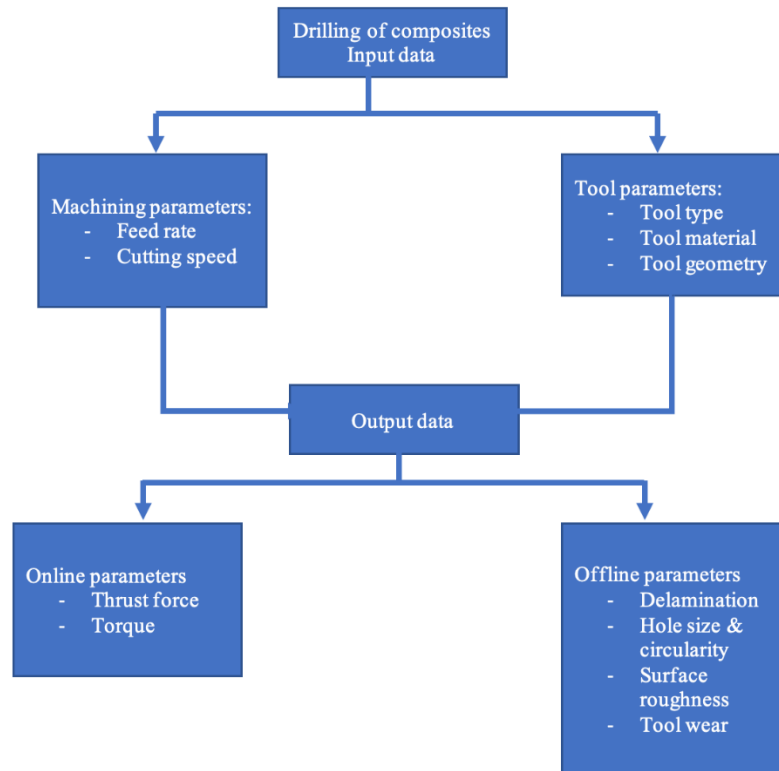 Drilling of composites
Input data
Machining parameters:
- Feed rate
- Cutting speed
Tool parameters:
- Tool type
- Tool material
- Tool geometry
Output data
Online parameters
- Thrust force
- Torque
Offline parameters
- Delamination
- Hole size &
circularity
- Surface
roughness
- Tool wear